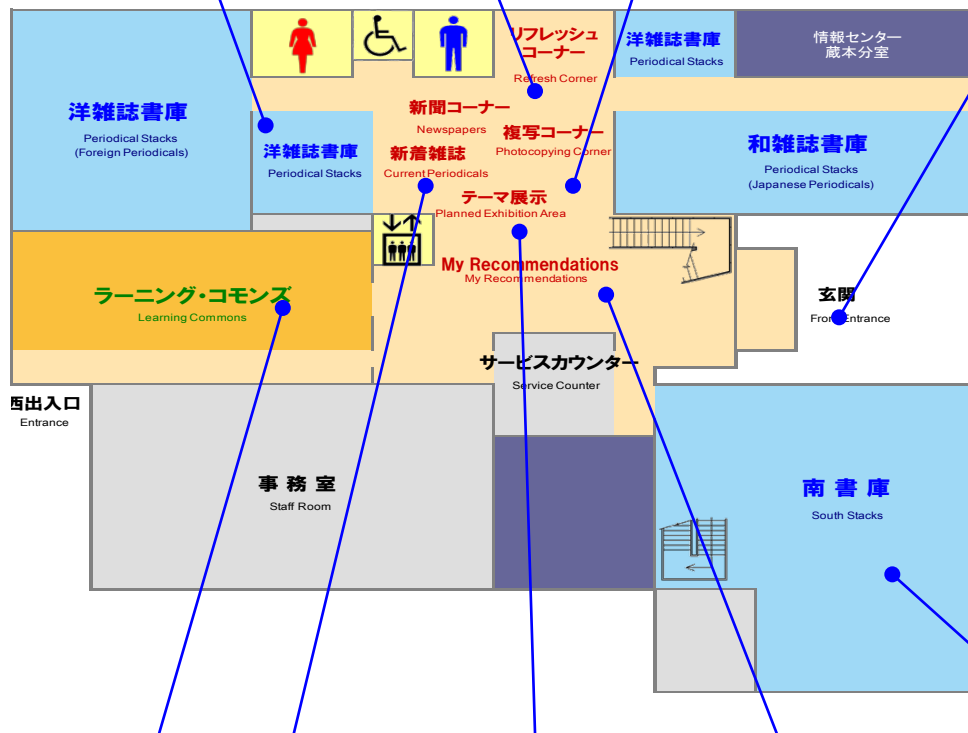 リフレッシュ
コーナー
Refresh Corner
洋雑誌書庫
Periodical Stacks
情報センター
蔵本分室
洋雑誌書庫
Periodical Stacks
(Foreign Periodicals)
新聞コーナー
Newspapers
複写コーナー
Photocopying Corner
洋雑誌書庫
Periodical Stacks
新着雑誌
Current Periodicals
和雑誌書庫
Periodical Stacks
(Japanese Periodicals)
テーマ展示
Planned Exhibition Area
My Recommendations
My Recommendations
ラーニング・コモンズ
Learning Commons
玄関
Front Entrance
サービスカウンター
Service Counter
西出入口
Entrance
事務室
Staff Room
南書庫
South Stacks